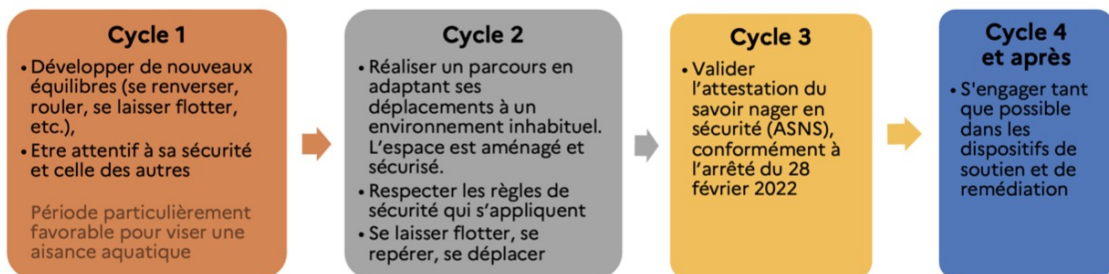 Cycle 1
• Développer de nouveaux
équilibres (se renverser,
rouler, se laisser flotter,
etc.),
• Etre attentif à sa sécurité
et celle des autres
Période particulièrement
favorable pour viser une
aisance aquatique
Cycle 2
• Réaliser un parcours en
adaptant ses
déplacements à un
environnement inhabituel.
L'espace est aménagé et
sécurisé.
• Respecter les règles de
sécurité qui s'appliquent
• Se laisser flotter, se
repérer, se déplacer
Cycle 3
• Valider
l'attestation du
savoir nager en
sécurité (ASNS),
conformément à
l'arrêté du 28
février 2022
Cycle 4
et après
• S'engager tant
que possible
dans les
dispositifs de
soutien et de
remédiation